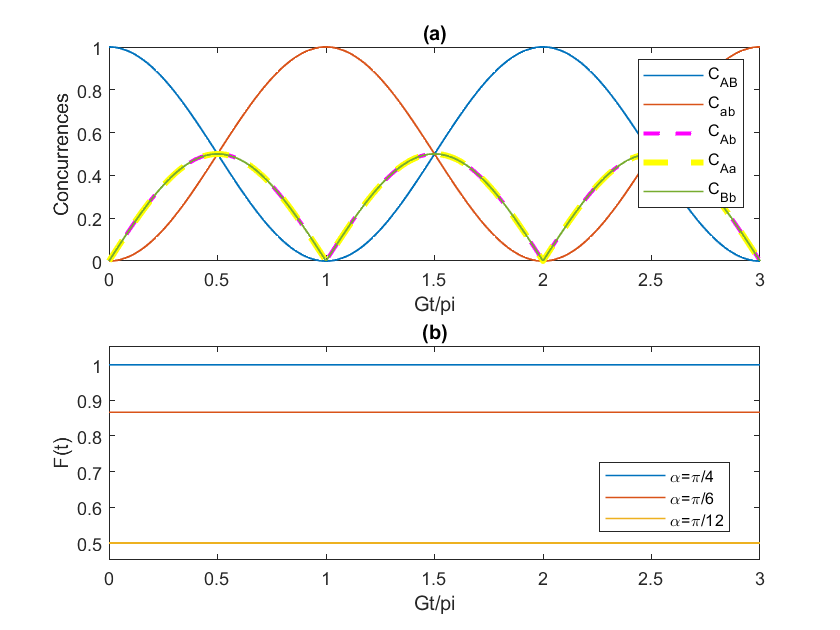 (a)
Concurrences
1
0.8
0.6
0.4
0.2
0
0 0.5 1 1.5 2 2.5 3
Gt/pi
C_AB
C_ab
C_Ab
C_Aa
C_Bb
(b)
F(t)
1
0.9
0.8
0.7
0.6
0.5
0 0.5 1 1.5 2 2.5 3
Gt/pi
α=π/4
α=π/6
α=π/12